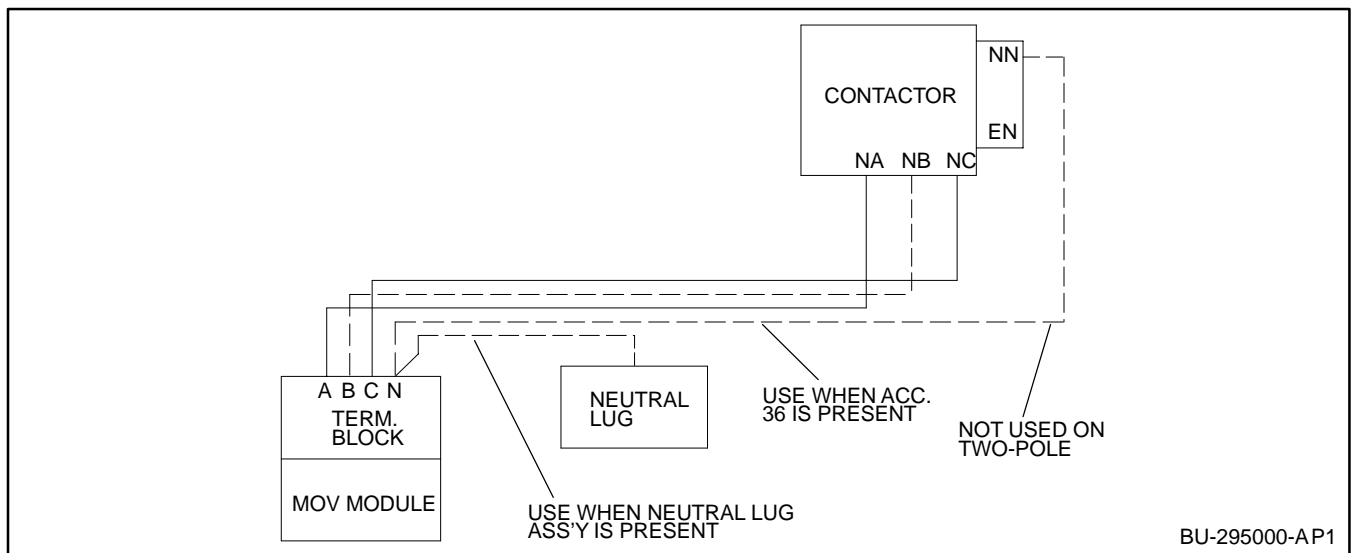 CONTACTOR
NN
EN
NA NB NC
A B C N
TERM.
BLOCK
MOV MODULE
NEUTRAL
LUG
USE WHEN ACC.
36 IS PRESENT
NOT USED ON
TWO-POLE
USE WHEN NEUTRAL LUG
ASS'Y IS PRESENT
BU-295000-AP1